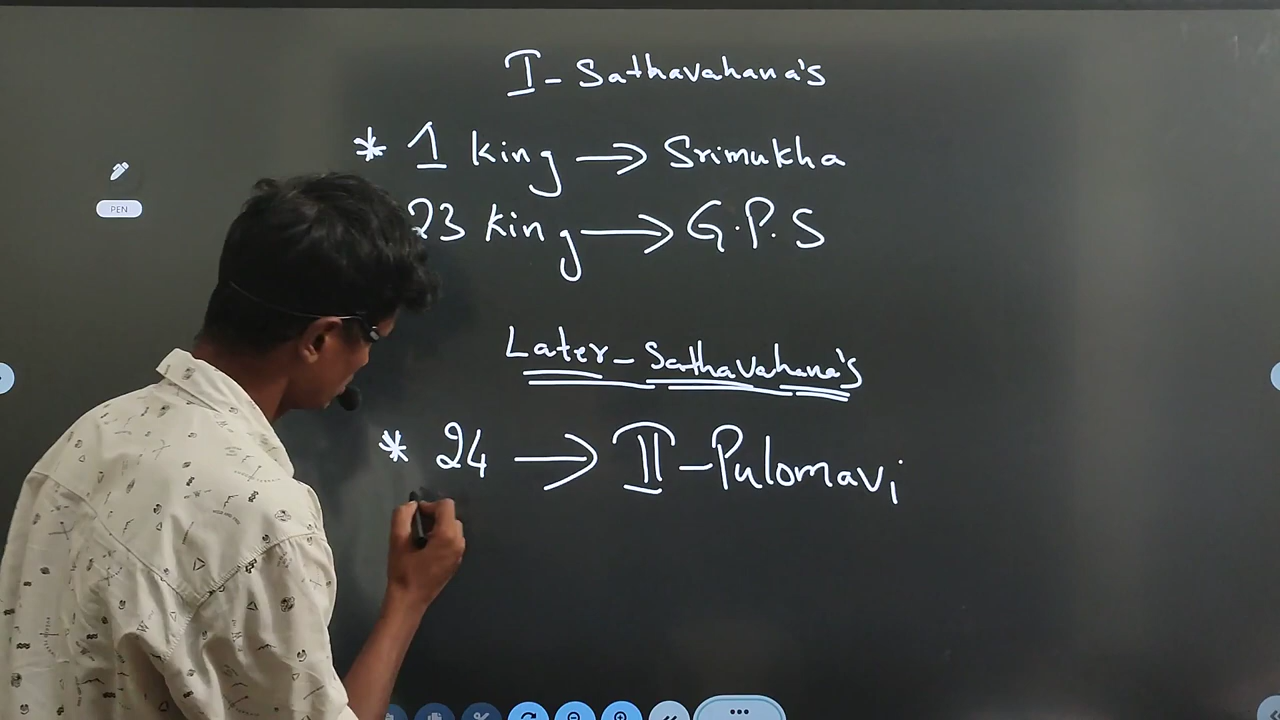 I - Sathavahana's
* 1 king → Srimukha
23 king → G.P.S
PEN
Later - Sathavahana's
* 24 → II - Pulomavi